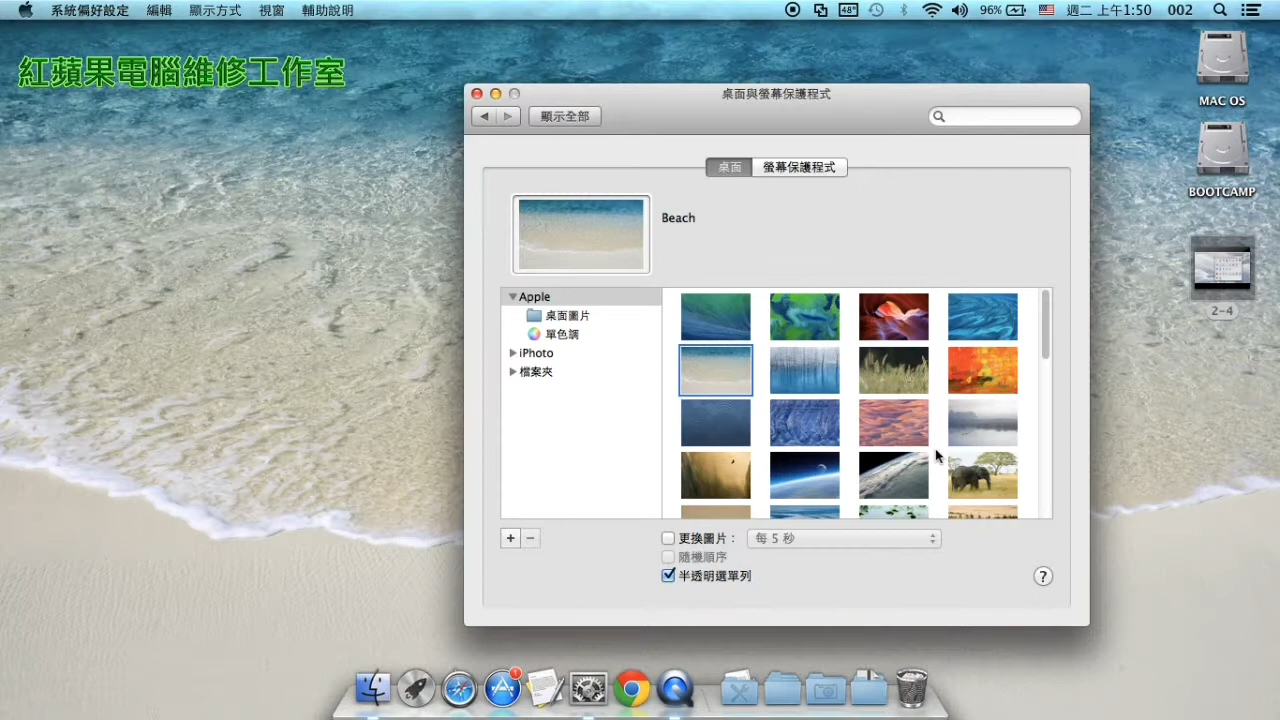 系統偏好設定 編輯 顯示方式 視窗 輔助說明
48° 96% 週二 上午1:50 002
紅蘋果電腦維修工作室
MAC OS
BOOTCAMP
2-4
桌面與螢幕保護程式
顯示全部
桌面 螢幕保護程式
Beach
Apple
桌面圖片
單色調
iPhoto
檔案夾
+ −
更換圖片： 每 5 秒
隨機順序
半透明選單列
?
1